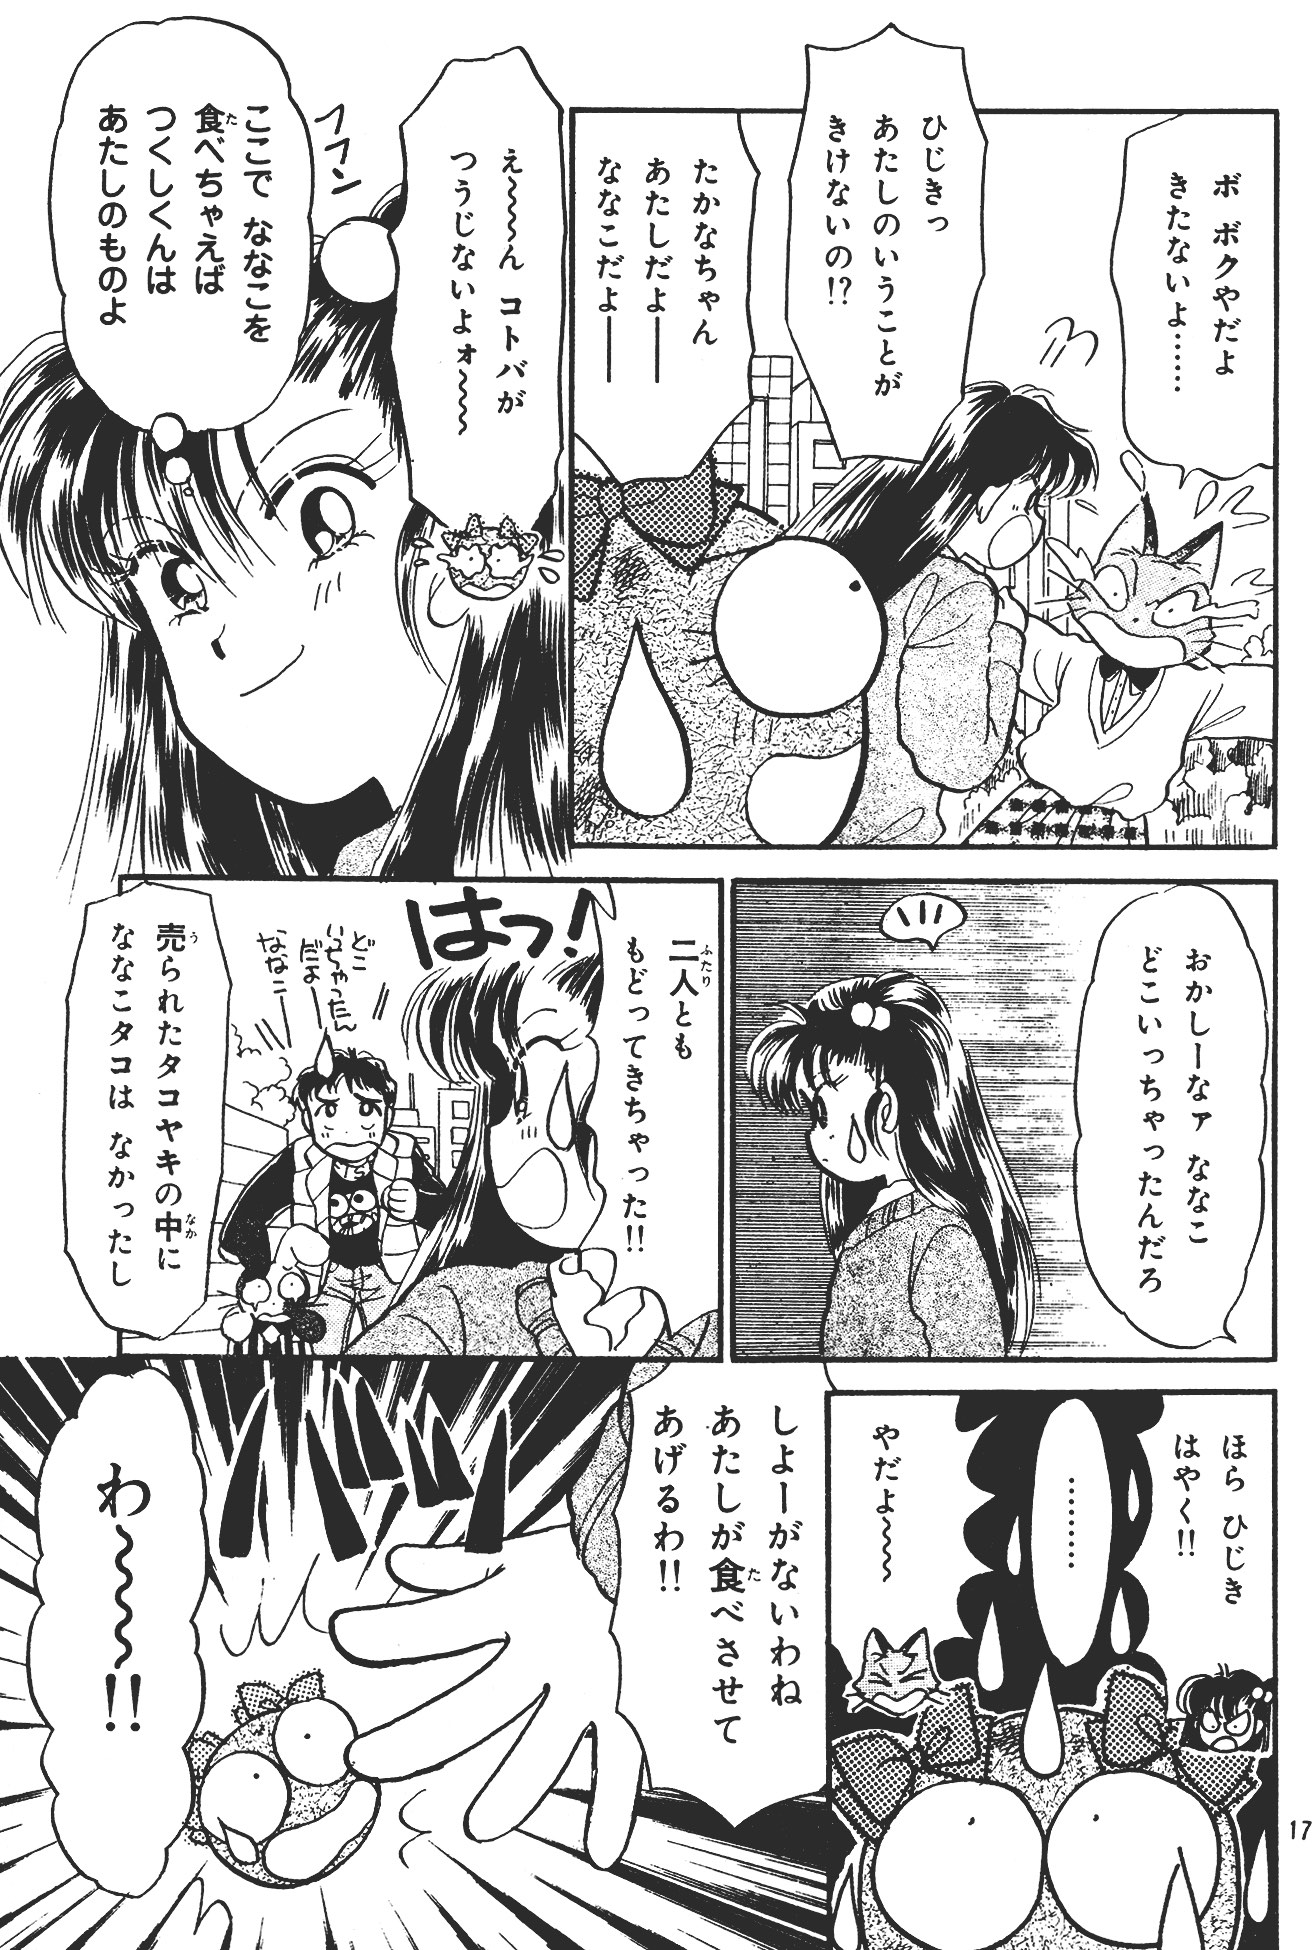 ボ ボクやだよ
きたないよ……
ひじきっ
あたしのいうことが
きけないの!?
たかなちゃん
あたしだよ――
ななこだよ――
え～～～ん コトバが
つうじないよォ～～～
フフン
ここで ななこを
食べちゃえば
つくしくんは
あたしのものよ
おかしーなァ ななこ
どこいっちゃったんだろ
はっ!
二人とも
もどってきちゃった!!
どこ
いっちゃったん
だよー
ななこー
売られたタコヤキの中に
ななこタコは なかったし
ほら ひじき
はやく!!
………
やだよ～～～
しょーがないわね
あたしが食べさせて
あげるわ!!
わ～～～!!
17